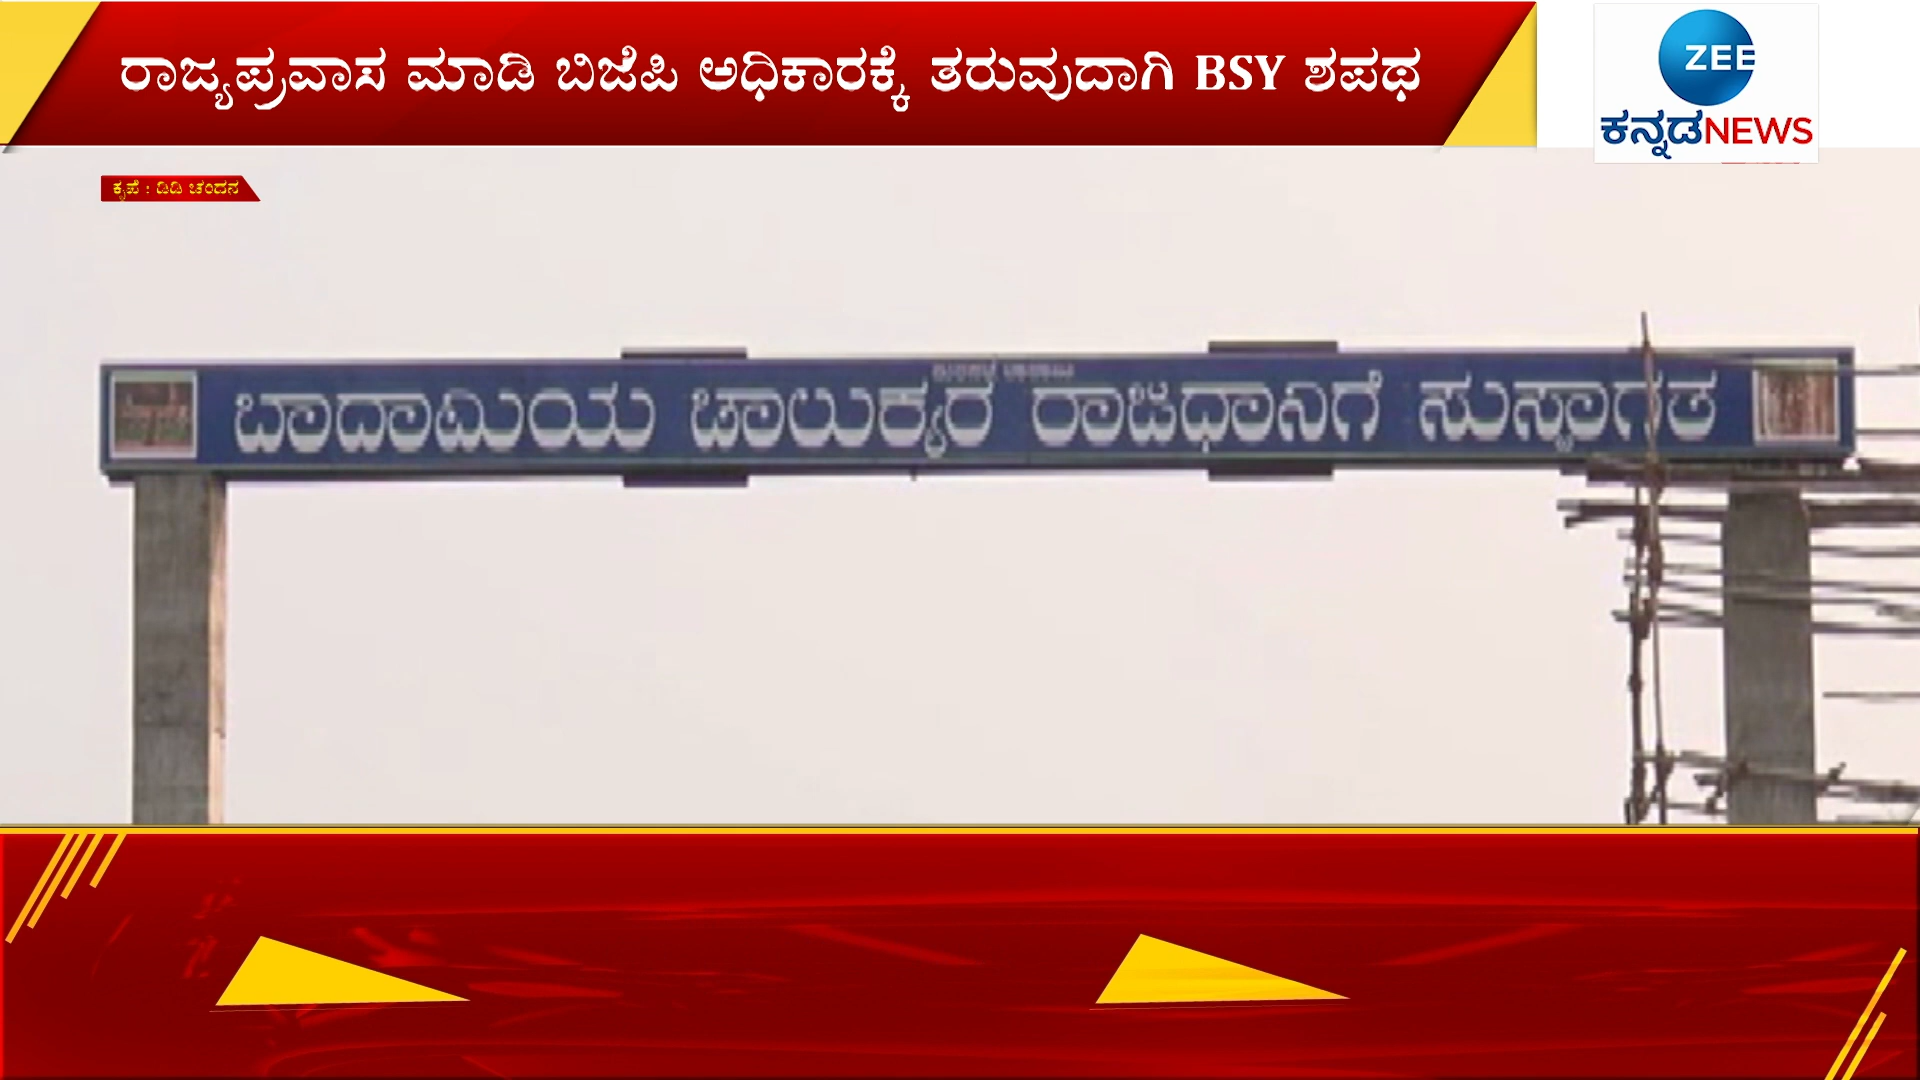 ರಾಜ್ಯಪ್ರವಾಸ ಮಾಡಿ ಬಿಜೆಪಿ ಅಧಿಕಾರಕ್ಕೆ ತರುವುದಾಗಿ BSY ಶಪಥ
ZEE
ಕನ್ನಡNEWS
ಕೃಪೆ : ಡಿಡಿ ಚಂದನ
ಬಾದಾಮಿಯ ಚಾಲುಕ್ಯರ ರಾಜಧಾನಿಗೆ ಸುಸ್ವಾಗತ